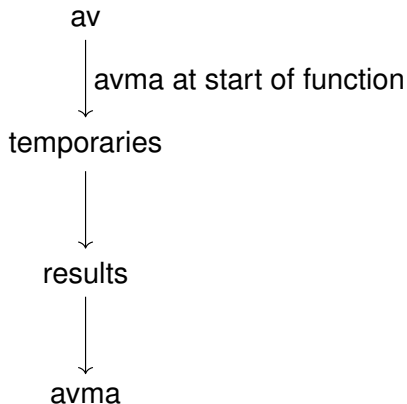 av
avma at start of function
temporaries
results
avma